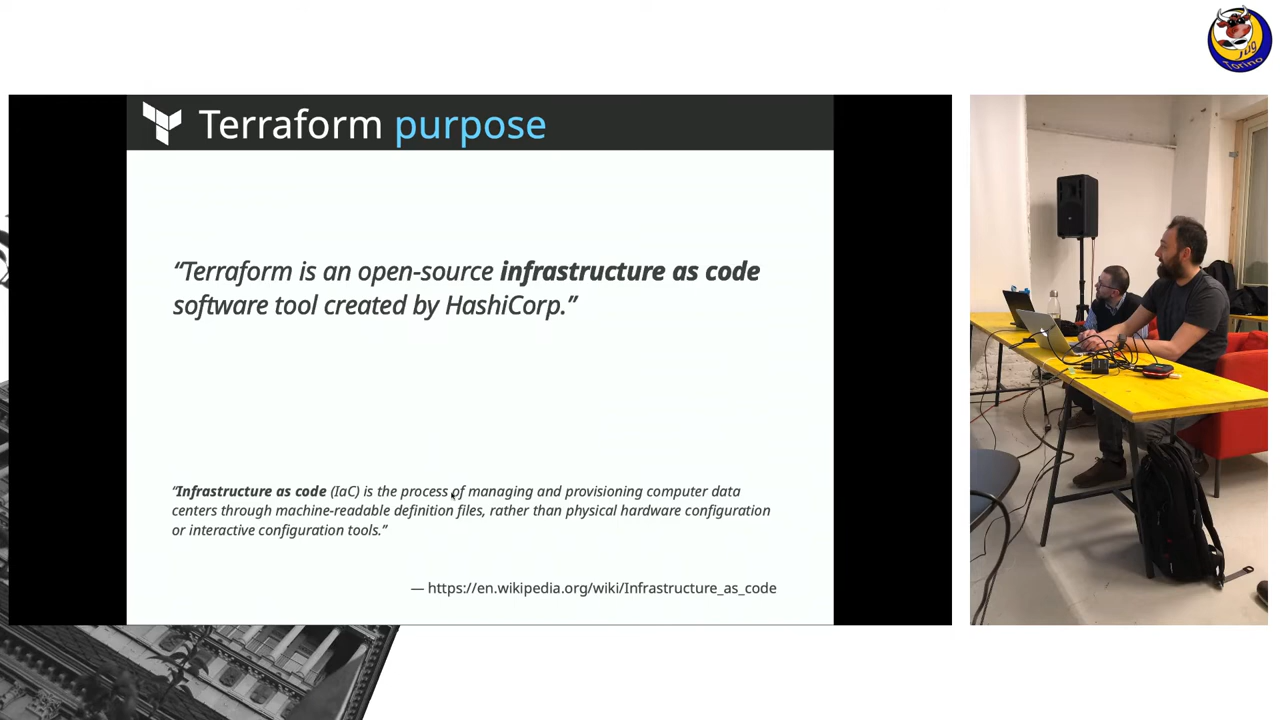 jug
Torino
Terraform purpose
“Terraform is an open-source infrastructure as code
software tool created by HashiCorp.”
“Infrastructure as code (IaC) is the process of managing and provisioning computer data
centers through machine-readable definition files, rather than physical hardware configuration
or interactive configuration tools.”
— https://en.wikipedia.org/wiki/Infrastructure_as_code